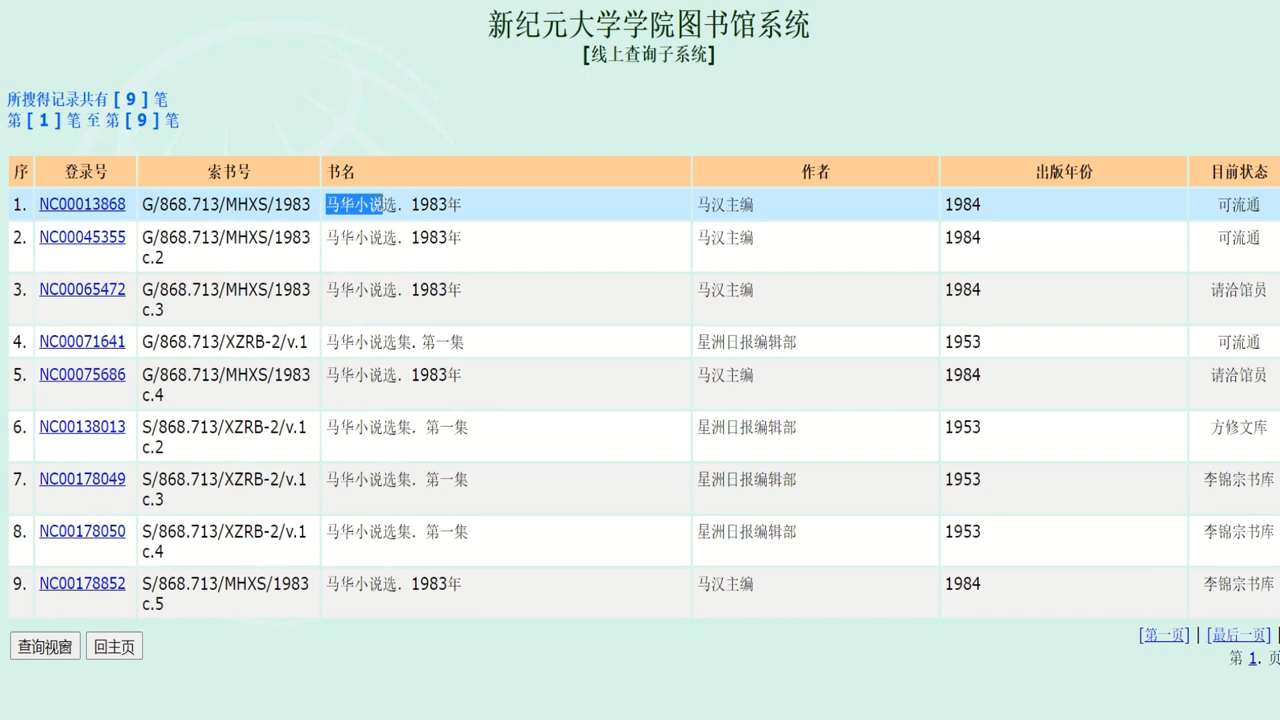 新纪元大学学院图书馆系统
[线上查询子系统]
所搜得记录共有 [ 9 ] 笔
第 [ 1 ] 笔 至 第 [ 9 ] 笔
序 登录号 索书号 书名 作者 出版年份 目前状态
1. NC00013868 G/868.713/MHXS/1983 马华小说选. 1983年 马汉主编 1984 可流通
2. NC00045355 G/868.713/MHXS/1983 马华小说选. 1983年 马汉主编 1984 可流通
c.2
3. NC00065472 G/868.713/MHXS/1983 马华小说选. 1983年 马汉主编 1984 请洽馆员
c.3
4. NC00071641 G/868.713/XZRB-2/v.1 马华小说选集. 第一集 星洲日报编辑部 1953 可流通
5. NC00075686 G/868.713/MHXS/1983 马华小说选. 1983年 马汉主编 1984 请洽馆员
c.4
6. NC00138013 S/868.713/XZRB-2/v.1 马华小说选集. 第一集 星洲日报编辑部 1953 方修文库
c.2
7. NC00178049 S/868.713/XZRB-2/v.1 马华小说选集. 第一集 星洲日报编辑部 1953 李锦宗书库
c.3
8. NC00178050 S/868.713/XZRB-2/v.1 马华小说选集. 第一集 星洲日报编辑部 1953 李锦宗书库
c.4
9. NC00178852 S/868.713/MHXS/1983 马华小说选. 1983年 马汉主编 1984 李锦宗书库
c.5
查询视窗 回主页
[第一页] | [最后一页] |
第 1. 页